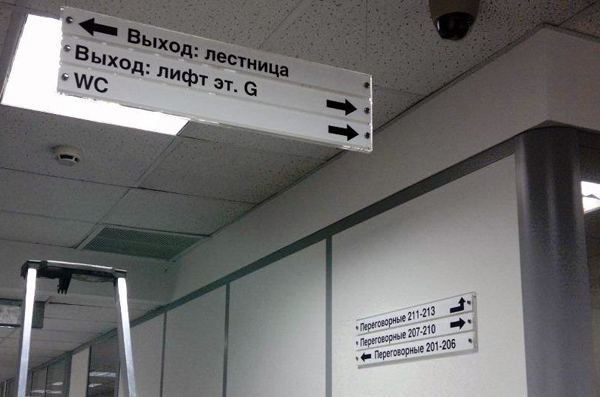 Выход: лестница
Выход: лифт эт. G
WC
Переговорные 211-213
Переговорные 207-210
Переговорные 201-206